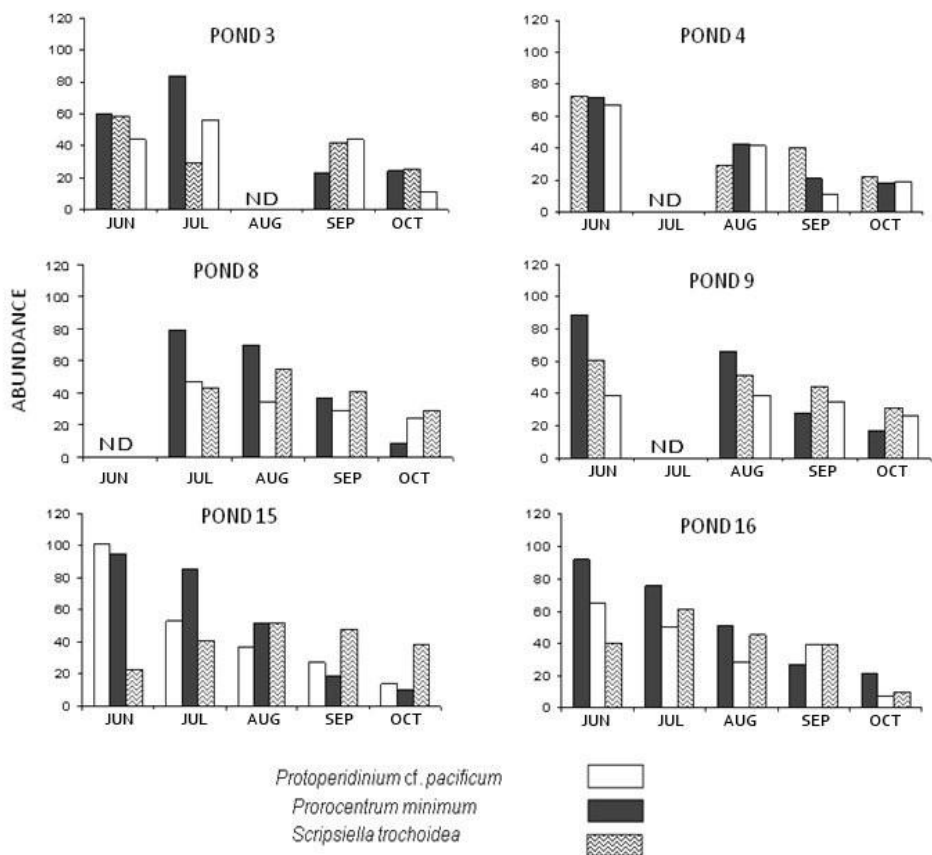 ABUNDANCE
POND 3
120
100
80
60
40
20
0
ND
JUN JUL AUG SEP OCT
POND 4
120
100
80
60
40
20
0
ND
JUN JUL AUG SEP OCT
POND 8
120
100
80
60
40
20
0
ND
JUN JUL AUG SEP OCT
POND 9
120
100
80
60
40
20
0
ND
JUN JUL AUG SEP OCT
POND 15
120
100
80
60
40
20
0
JUN JUL AUG SEP OCT
POND 16
120
100
80
60
40
20
0
JUN JUL AUG SEP OCT
Protoperidinium cf. pacificum
Prorocentrum minimum
Scripsiella trochoidea